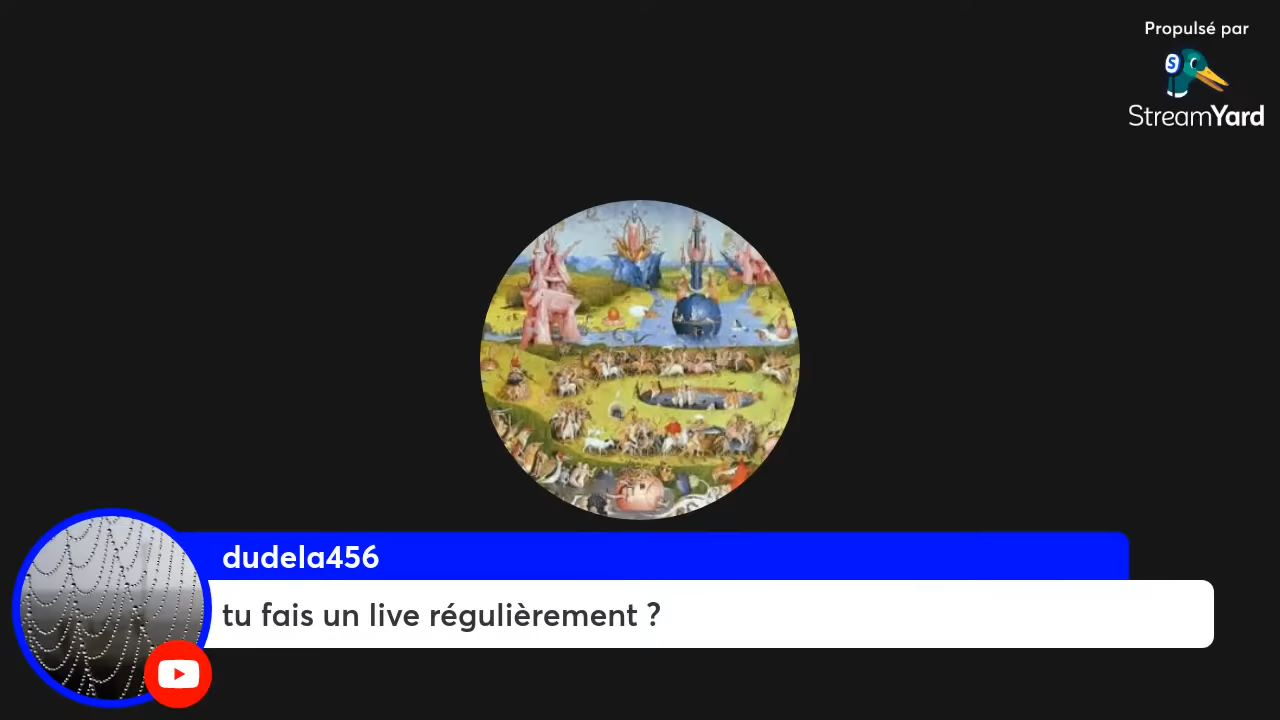 Propulsé par
S
StreamYard
dudela456
tu fais un live régulièrement ?